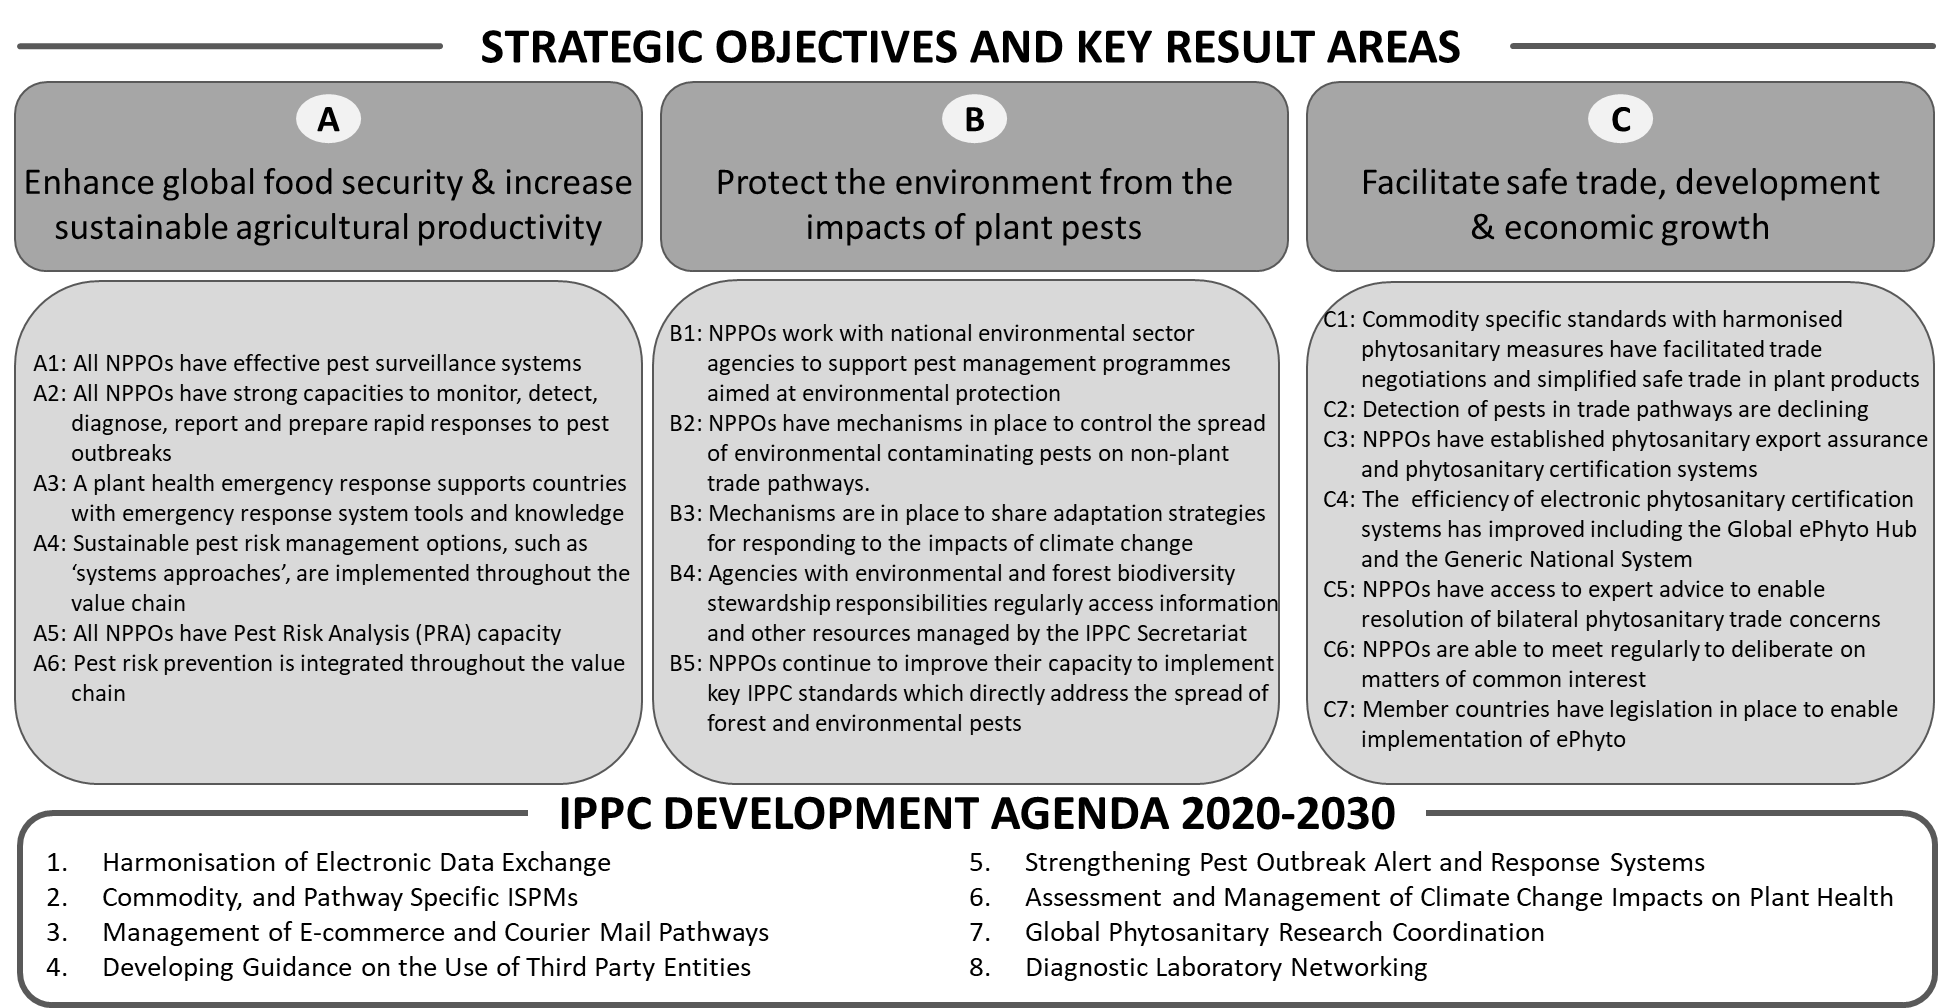 STRATEGIC OBJECTIVES AND KEY RESULT AREAS
A
Enhance global food security & increase
sustainable agricultural productivity
A1: All NPPOs have effective pest surveillance systems
A2: All NPPOs have strong capacities to monitor, detect,
diagnose, report and prepare rapid responses to pest
outbreaks
A3: A plant health emergency response supports countries
with emergency response system tools and knowledge
A4: Sustainable pest risk management options, such as
‘systems approaches’, are implemented throughout the
value chain
A5: All NPPOs have Pest Risk Analysis (PRA) capacity
A6: Pest risk prevention is integrated throughout the value
chain
B
Protect the environment from the
impacts of plant pests
B1: NPPOs work with national environmental sector
agencies to support pest management programmes
aimed at environmental protection
B2: NPPOs have mechanisms in place to control the spread
of environmental contaminating pests on non-plant
trade pathways.
B3: Mechanisms are in place to share adaptation strategies
for responding to the impacts of climate change
B4: Agencies with environmental and forest biodiversity
stewardship responsibilities regularly access information
and other resources managed by the IPPC Secretariat
B5: NPPOs continue to improve their capacity to implement
key IPPC standards which directly address the spread of
forest and environmental pests
C
Facilitate safe trade, development
& economic growth
C1: Commodity specific standards with harmonised
phytosanitary measures have facilitated trade
negotiations and simplified safe trade in plant products
C2: Detection of pests in trade pathways are declining
C3: NPPOs have established phytosanitary export assurance
and phytosanitary certification systems
C4: The efficiency of electronic phytosanitary certification
systems has improved including the Global ePhyto Hub
and the Generic National System
C5: NPPOs have access to expert advice to enable
resolution of bilateral phytosanitary trade concerns
C6: NPPOs are able to meet regularly to deliberate on
matters of common interest
C7: Member countries have legislation in place to enable
implementation of ePhyto
IPPC DEVELOPMENT AGENDA 2020-2030
1. Harmonisation of Electronic Data Exchange
2. Commodity, and Pathway Specific ISPMs
3. Management of E-commerce and Courier Mail Pathways
4. Developing Guidance on the Use of Third Party Entities
5. Strengthening Pest Outbreak Alert and Response Systems
6. Assessment and Management of Climate Change Impacts on Plant Health
7. Global Phytosanitary Research Coordination
8. Diagnostic Laboratory Networking